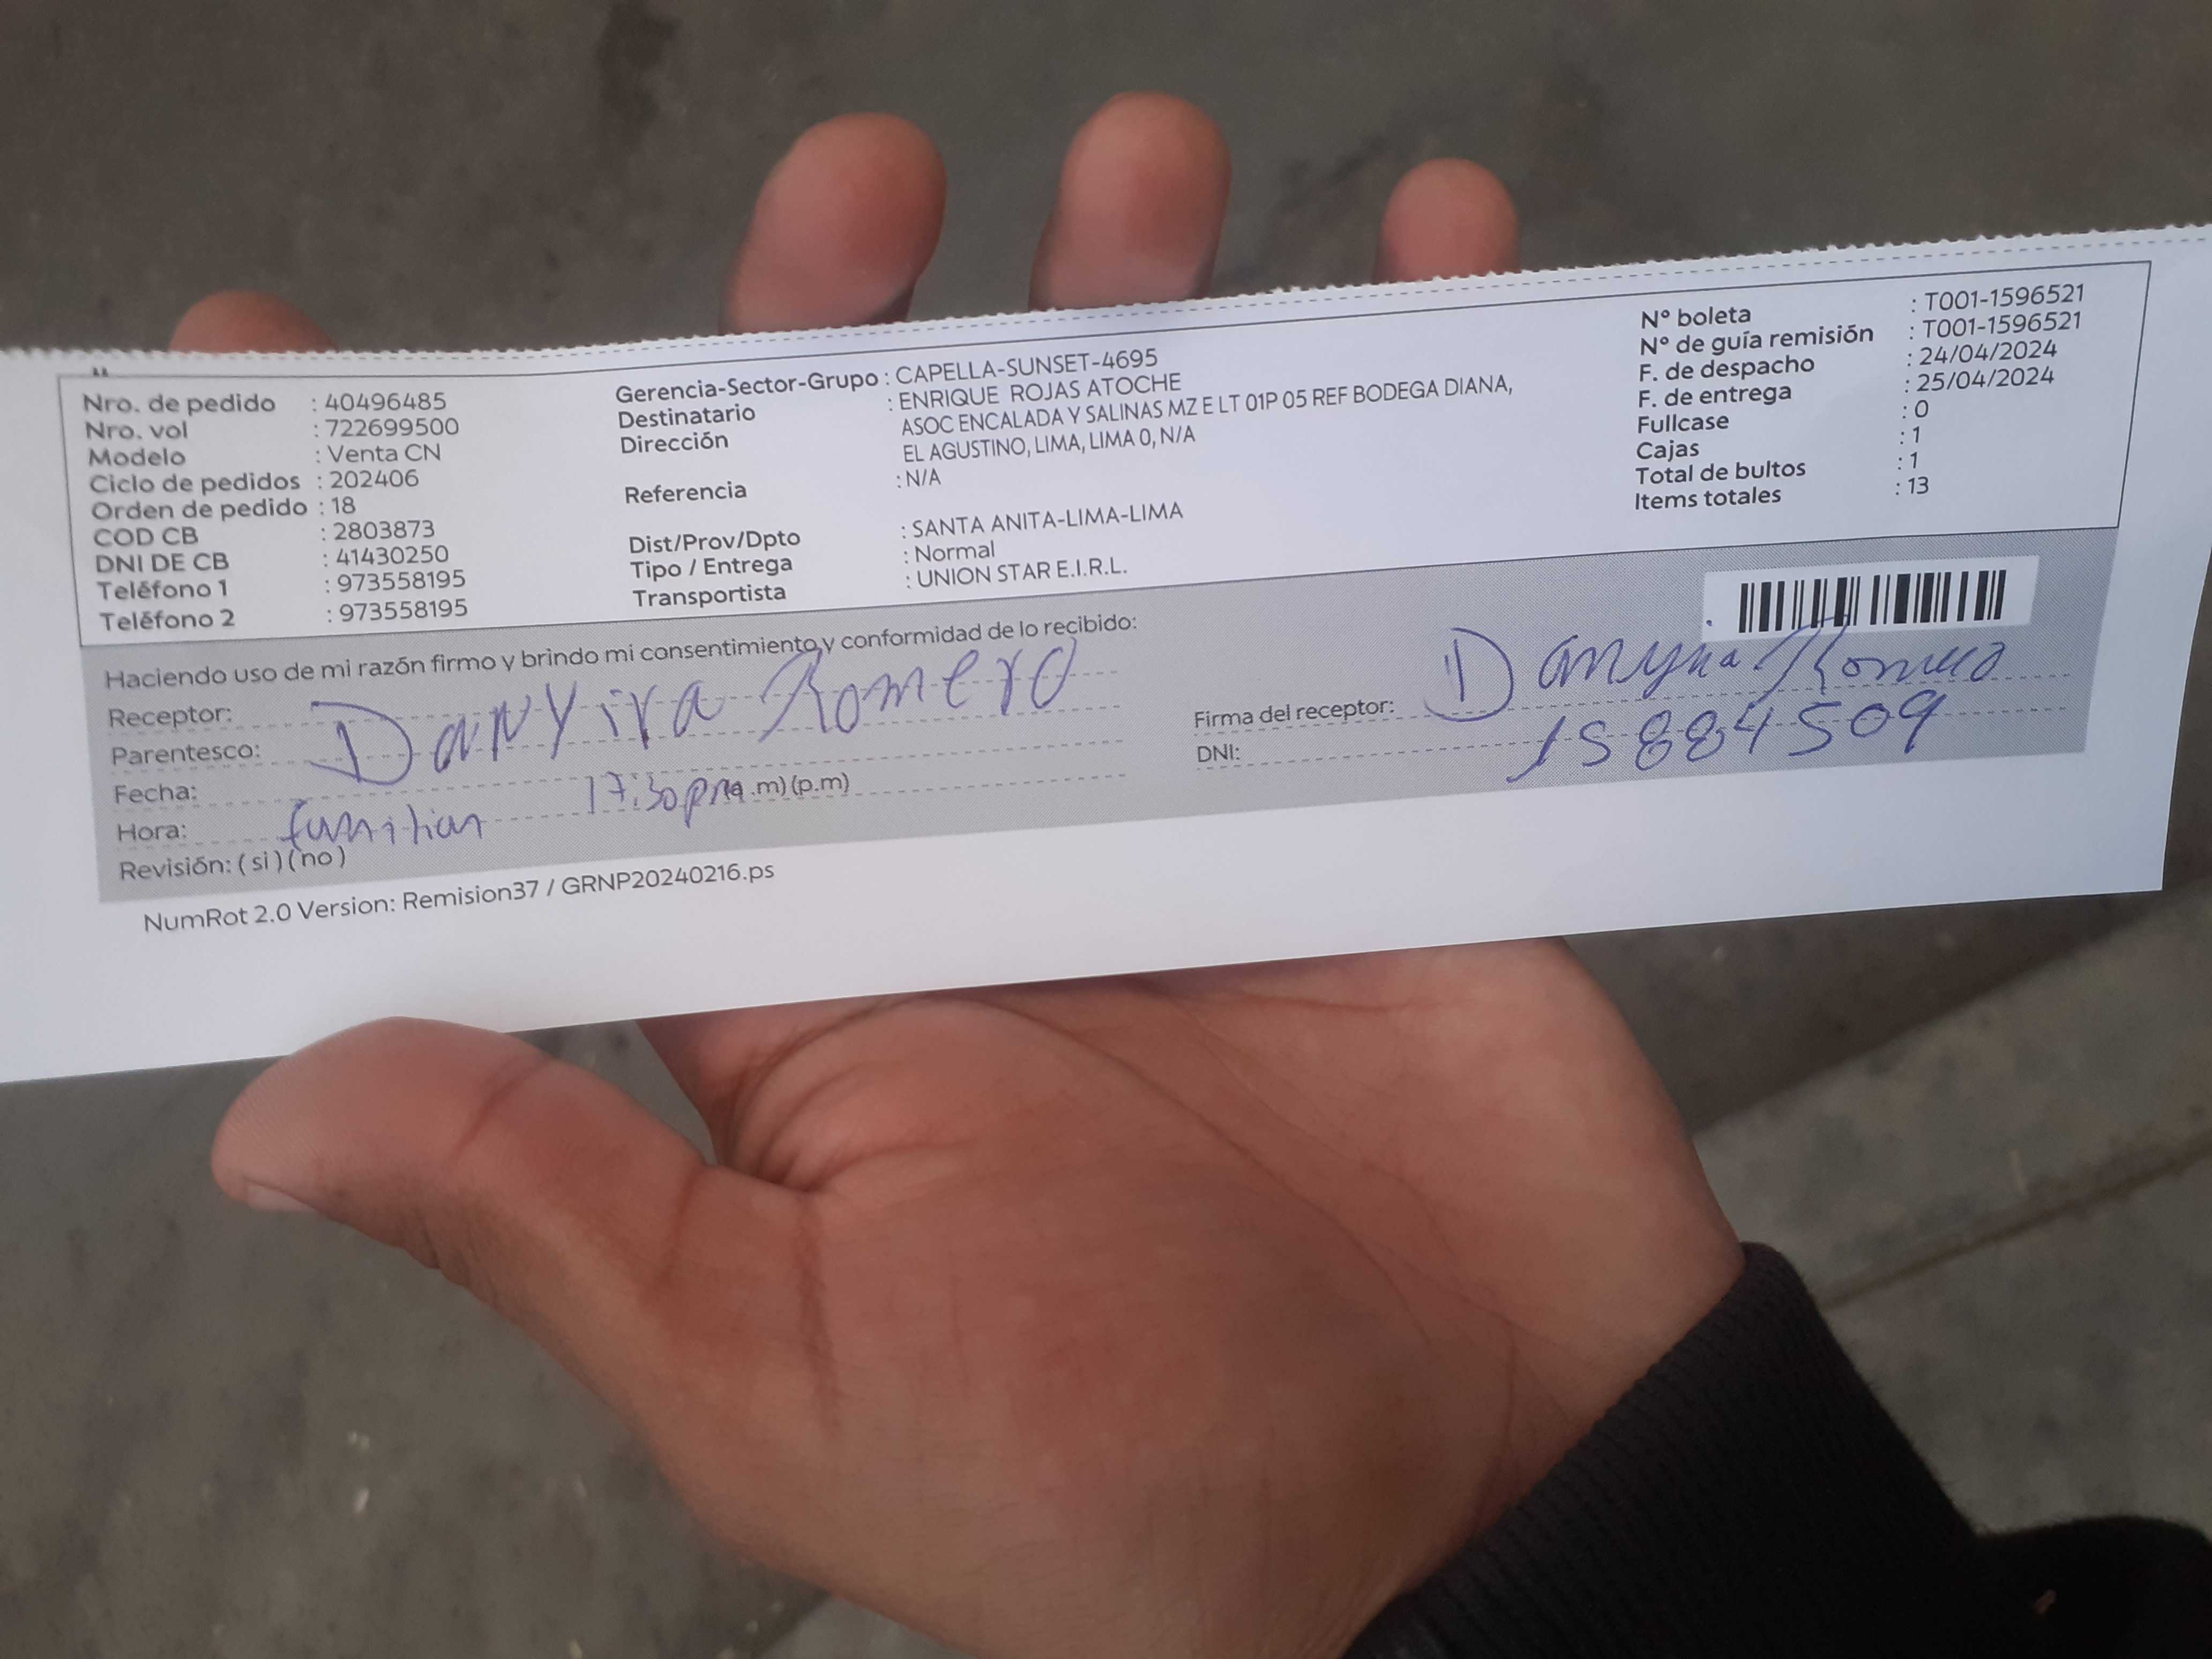 Nro. de pedido : 40496485
Nro. vol : 722699500
Modelo : Venta CN
Ciclo de pedidos : 202406
Orden de pedido : 18
COD CB : 2803873
DNI DE CB : 41430250
Teléfono 1 : 973558195
Teléfono 2 : 973558195
Gerencia-Sector-Grupo : CAPELLA-SUNSET-4695
Destinatario : ENRIQUE ROJAS ATOCHE
Dirección ASOC ENCALADA Y SALINAS MZ E LT 01P 05 REF BODEGA DIANA,
EL AGUSTINO, LIMA, LIMA 0, N/A
Referencia : N/A
Dist/Prov/Dpto : SANTA ANITA-LIMA-LIMA
Tipo / Entrega : Normal
Transportista : UNION STAR E.I.R.L.
Nº boleta : T001-1596521
Nº de guía remisión : T001-1596521
F. de despacho : 24/04/2024
F. de entrega : 25/04/2024
Fullcase : 0
Cajas : 1
Total de bultos : 1
Items totales : 13
Haciendo uso de mi razón firmo y brindo mi consentimiento y conformidad de lo recibido:
Receptor:
Parentesco: Romero
Fecha:
Hora: 17:30 pm (a.m) (p.m)
Revisión: (si) (no)
Firma del receptor:
DNI: 15884509
NumRot 2.0 Version: Remision37 / GRNP20240216.ps